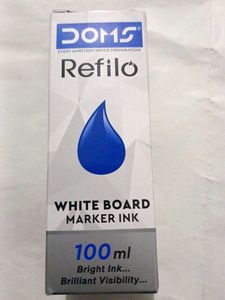 DOMS
EVERY AMBITION NEEDS PREPARATION
Refilo
WHITE BOARD
MARKER INK
100 ml
Bright Ink...
Brilliant Visibility...